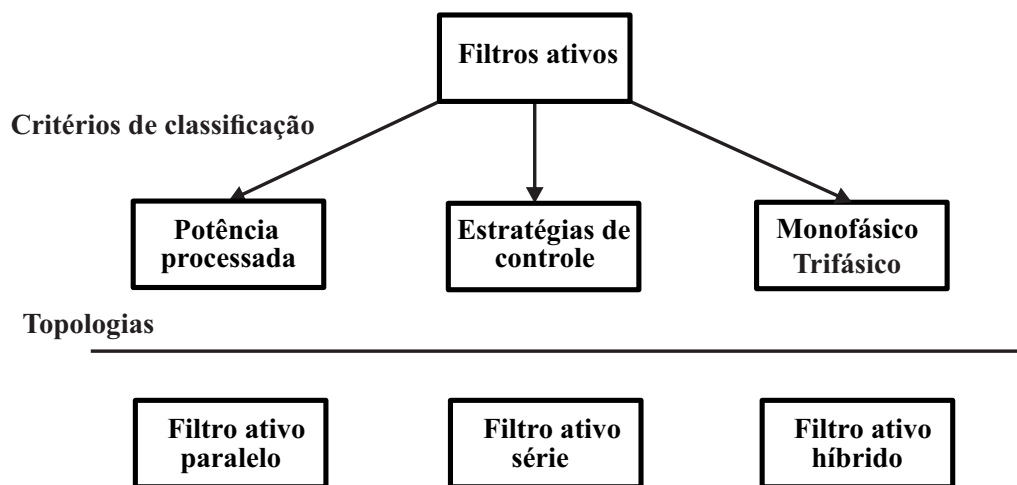 Filtros ativos
Critérios de classificação
Potência
processada
Estratégias de
controle
Monofásico
Trifásico
Topologias
Filtro ativo
paralelo
Filtro ativo
série
Filtro ativo
híbrido